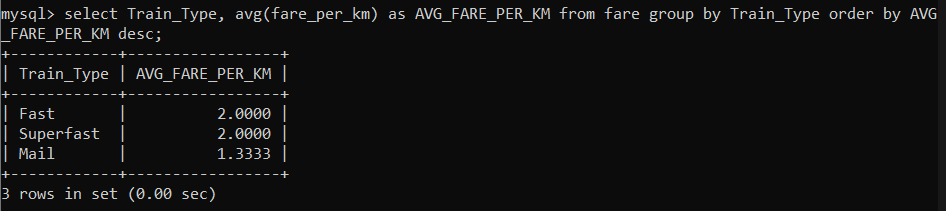 mysql> select Train_Type, avg(fare_per_km) as AVG_FARE_PER_KM from fare group by Train_Type order by AVG
_FARE_PER_KM desc;
+------------+-----------------+
| Train_Type | AVG_FARE_PER_KM |
+------------+-----------------+
| Fast       |          2.0000 |
| Superfast  |          2.0000 |
| Mail       |          1.3333 |
+------------+-----------------+
3 rows in set (0.00 sec)